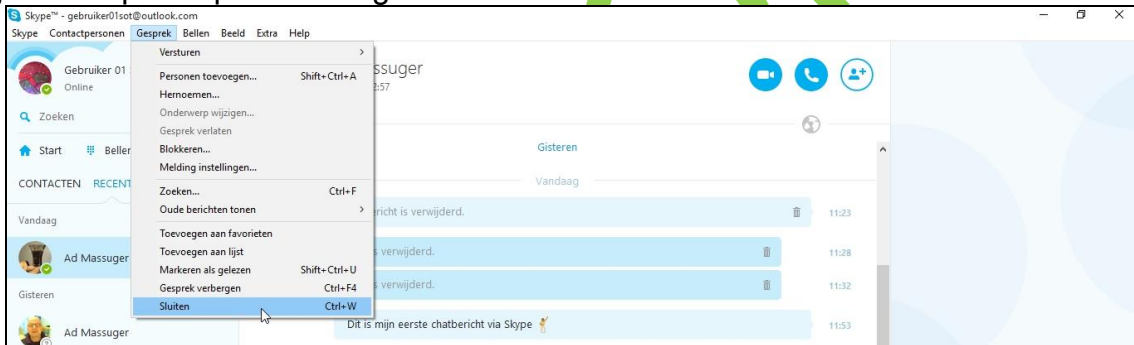 Skype™ - gebruiker01sot@outlook.com
Skype Contactpersonen Gesprek Bellen Beeld Extra Help
Gebruiker 01
Online
Zoeken
Start Beller
CONTACTEN RECENT
Vandaag
Ad Massuger
Gisteren
Ad Massuger
Versturen
Personen toevoegen... Shift+Ctrl+A
Hernoemen...
Onderwerp wijzigen...
Gesprek verlaten
Blokkeren...
Melding instellingen...
Zoeken... Ctrl+F
Oude berichten tonen
Toevoegen aan favorieten
Toevoegen aan lijst
Markeren als gelezen Shift+Ctrl+U
Gesprek verbergen Ctrl+F4
Sluiten Ctrl+W
ssuger
2:57
Gisteren
Vandaag
richt is verwijderd. 11:23
s verwijderd. 11:28
s verwijderd. 11:32
Dit is mijn eerste chatbericht via Skype 11:53